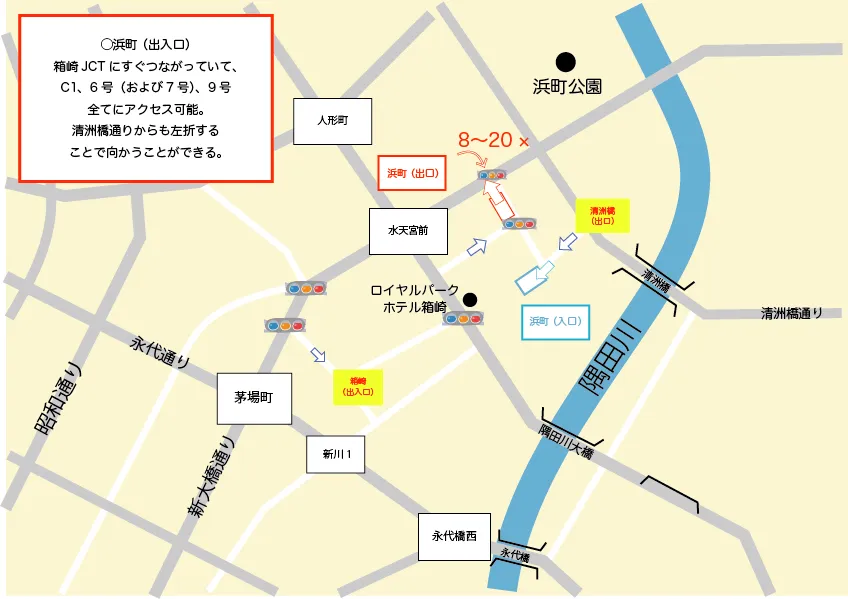 ○浜町（出入口）
箱崎JCTにすぐつながっていて、
C1、６号（および７号）、９号
全てにアクセス可能。
清洲橋通りからも左折する
ことで向かうことができる。
浜町公園
人形町
8〜20 ×
浜町（出口）
清洲橋
（出口）
水天宮前
清洲橋
ロイヤルパーク
ホテル箱崎
浜町（入口）
清洲橋通り
永代通り
隅田川
昭和通り
箱崎
（出入口）
茅場町
隅田川大橋
新川１
新大橋通り
永代橋西
永代橋